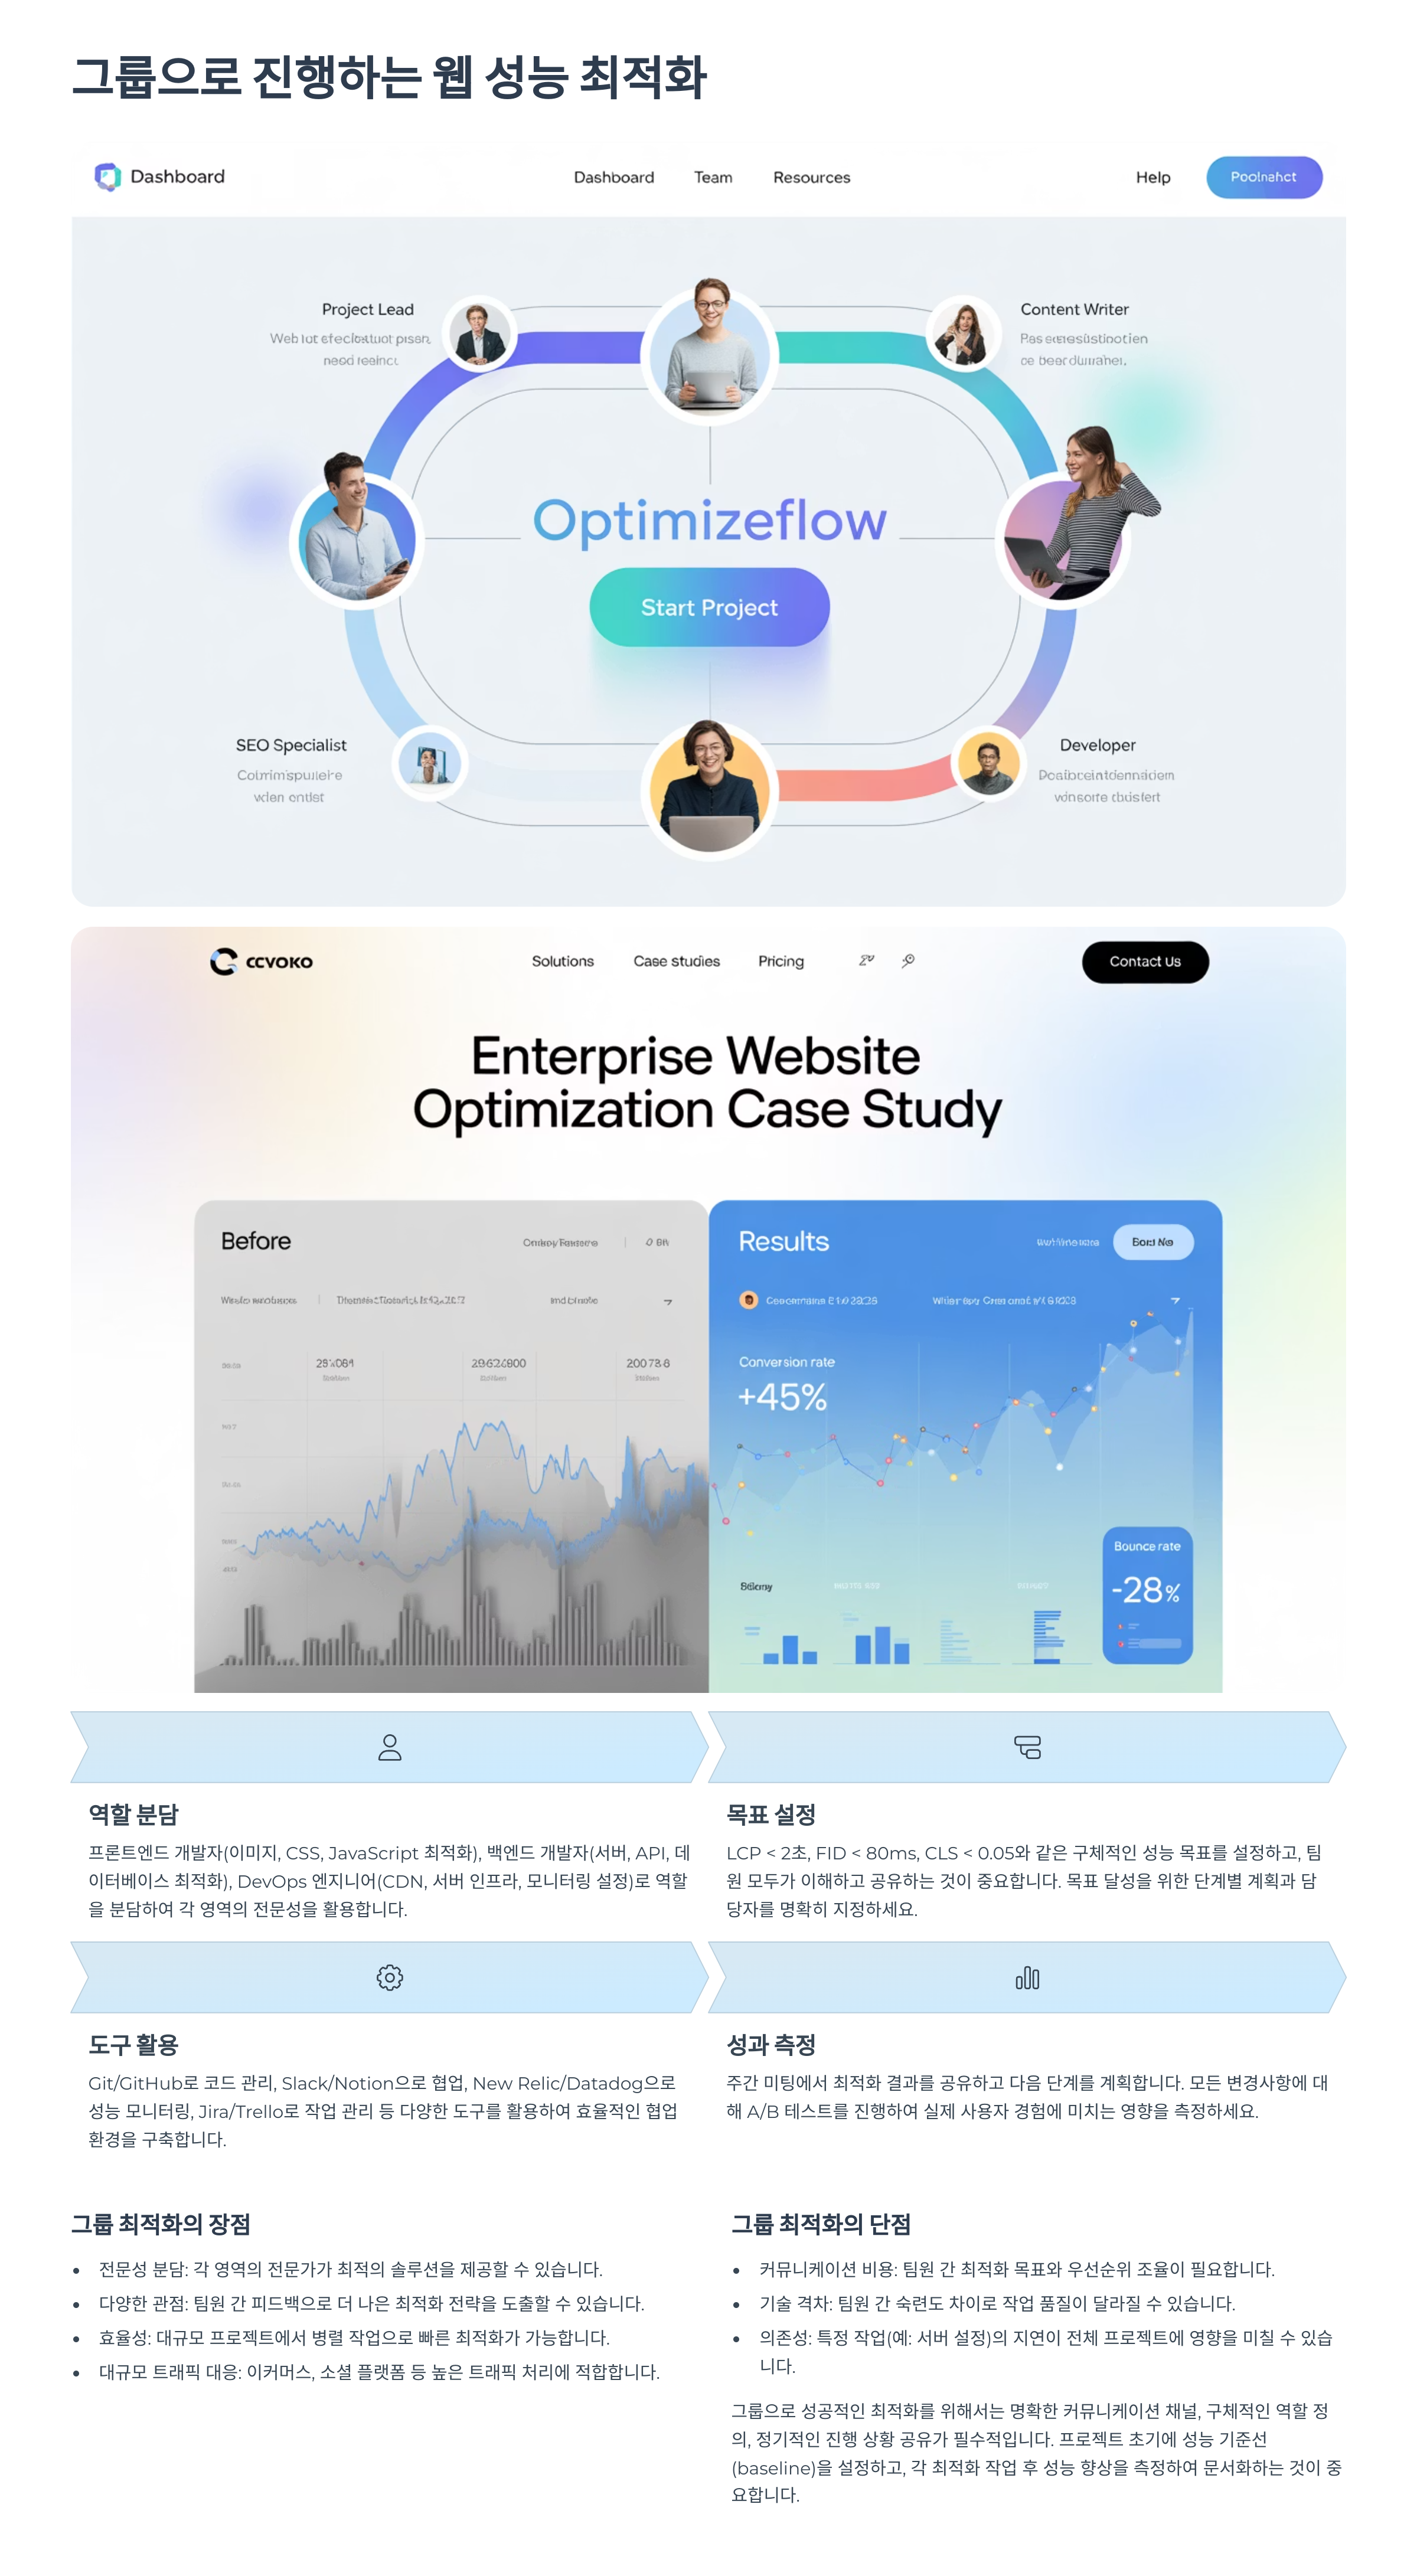 그룹으로 진행하는 웹 성능 최적화
Dashboard
Dashboard Team Resources
Help
Project Lead
Content Writer
Optimizeflow
Start Project
SEO Specialist
Developer
CCVOKO
Solutions Case studies Pricing
Contact Us
Enterprise Website
Optimization Case Study
Before
Results
Conversion rate
+45%
Bounce rate
-28%
역할 분담
프론트엔드 개발자(이미지, CSS, JavaScript 최적화), 백엔드 개발자(서버, API, 데
이터베이스 최적화), DevOps 엔지니어(CDN, 서버 인프라, 모니터링 설정)로 역할
을 분담하여 각 영역의 전문성을 활용합니다.
목표 설정
LCP < 2초, FID < 80ms, CLS < 0.05와 같은 구체적인 성능 목표를 설정하고, 팀
원 모두가 이해하고 공유하는 것이 중요합니다. 목표 달성을 위한 단계별 계획과 담
당자를 명확히 지정하세요.
도구 활용
Git/GitHub로 코드 관리, Slack/Notion으로 협업, New Relic/Datadog으로
성능 모니터링, Jira/Trello로 작업 관리 등 다양한 도구를 활용하여 효율적인 협업
환경을 구축합니다.
성과 측정
주간 미팅에서 최적화 결과를 공유하고 다음 단계를 계획합니다. 모든 변경사항에 대
해 A/B 테스트를 진행하여 실제 사용자 경험에 미치는 영향을 측정하세요.
그룹 최적화의 장점
• 전문성 분담: 각 영역의 전문가가 최적의 솔루션을 제공할 수 있습니다.
• 다양한 관점: 팀원 간 피드백으로 더 나은 최적화 전략을 도출할 수 있습니다.
• 효율성: 대규모 프로젝트에서 병렬 작업으로 빠른 최적화가 가능합니다.
• 대규모 트래픽 대응: 이커머스, 소셜 플랫폼 등 높은 트래픽 처리에 적합합니다.
그룹 최적화의 단점
• 커뮤니케이션 비용: 팀원 간 최적화 목표와 우선순위 조율이 필요합니다.
• 기술 격차: 팀원 간 숙련도 차이로 작업 품질이 달라질 수 있습니다.
• 의존성: 특정 작업(예: 서버 설정)의 지연이 전체 프로젝트에 영향을 미칠 수 있습
니다.
그룹으로 성공적인 최적화를 위해서는 명확한 커뮤니케이션 채널, 구체적인 역할 정
의, 정기적인 진행 상황 공유가 필수적입니다. 프로젝트 초기에 성능 기준선
(baseline)을 설정하고, 각 최적화 작업 후 성능 향상을 측정하여 문서화하는 것이 중
요합니다.